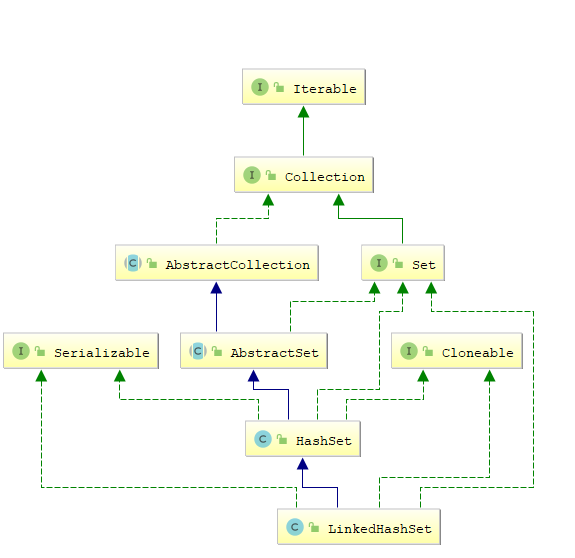 I Iterable
I Collection
C AbstractCollection
I Set
I Serializable
C AbstractSet
I Cloneable
C HashSet
C LinkedHashSet